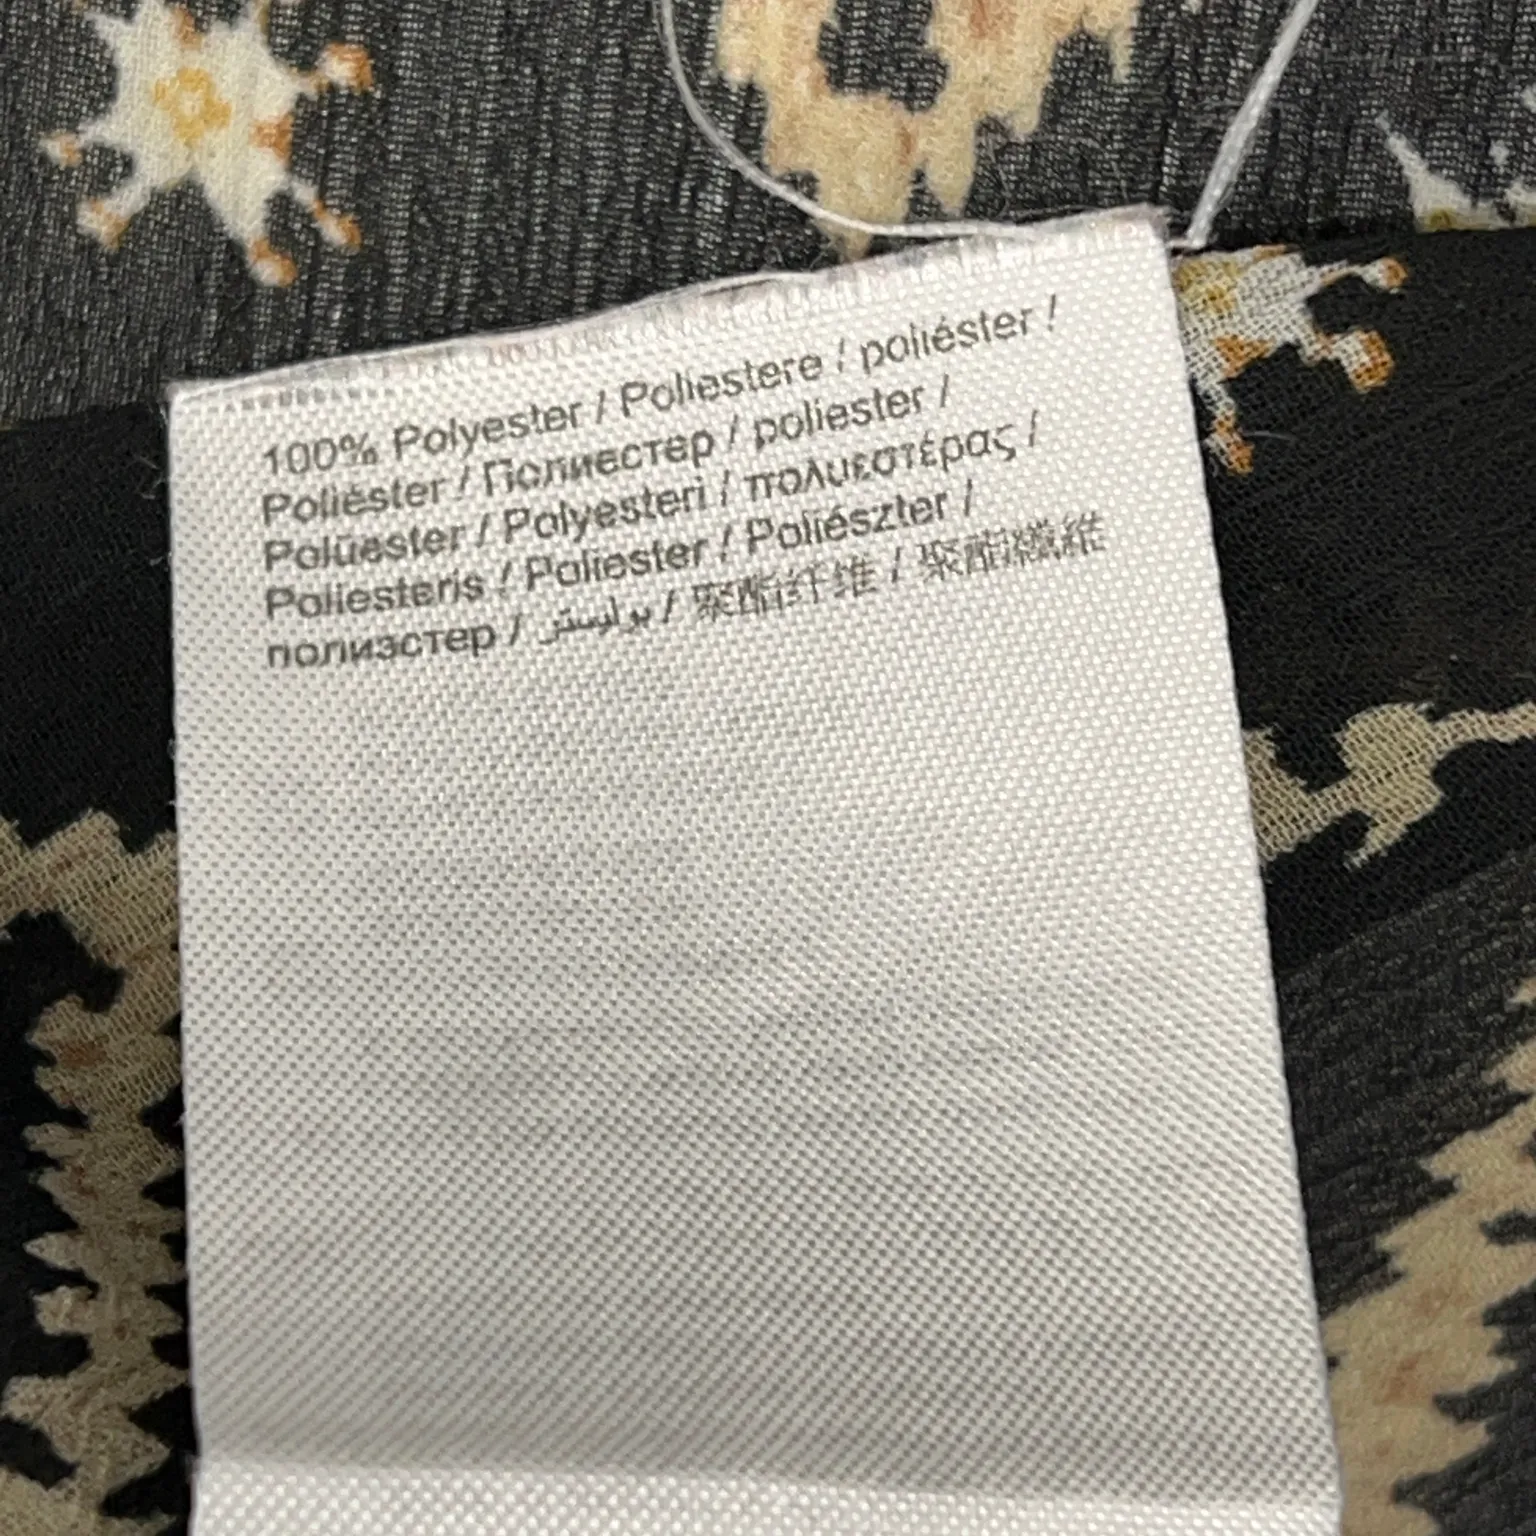 100% Polyester / Poliestere / poliéster /
Poliéster / Полиестер / poliester /
Polüester / Polyesteri / πολυεστέρας /
Poliesteris / Poliester / Poliészter /
полиэстер / بوليستر / 聚酯纤维 / 聚酯纖維